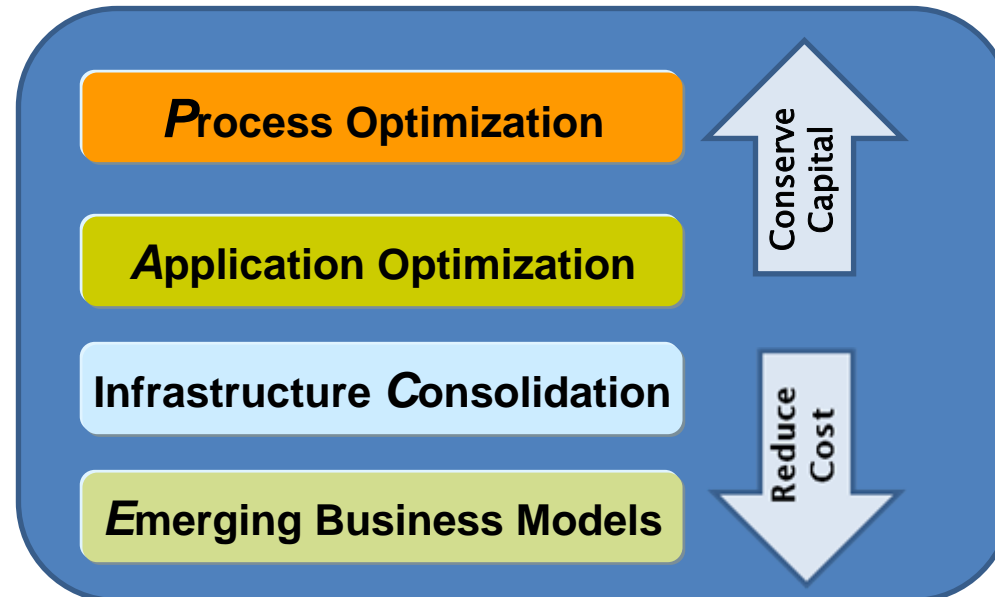 Process Optimization
Application Optimization
Infrastructure Consolidation
Emerging Business Models
Conserve
Capital
Reduce
Cost